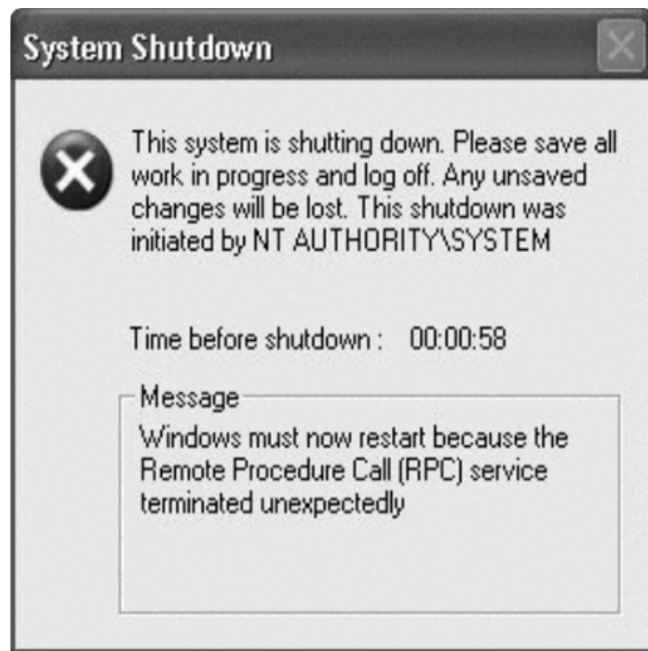 System Shutdown
This system is shutting down. Please save all
work in progress and log off. Any unsaved
changes will be lost. This shutdown was
initiated by NT AUTHORITY\SYSTEM
Time before shutdown :   00:00:58
Message
Windows must now restart because the
Remote Procedure Call (RPC) service
terminated unexpectedly